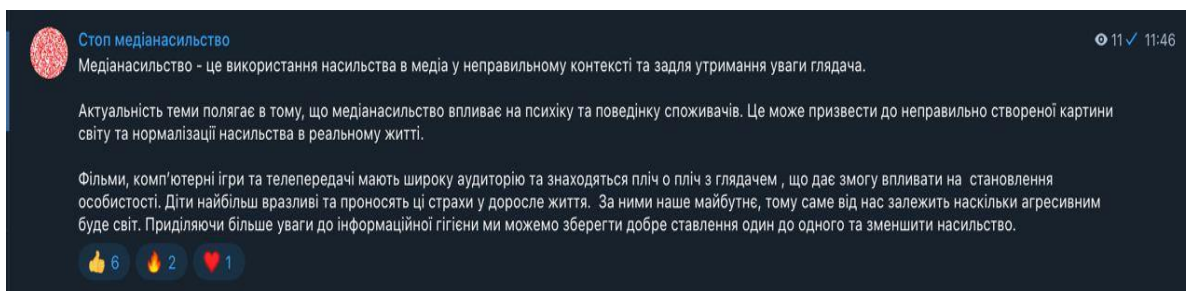 Стоп медіанасильство
11 11:46
Медіанасильство - це використання насильства в медіа у неправильному контексті та задля утримання уваги глядача.
Актуальність теми полягає в тому, що медіанасильство впливає на психіку та поведінку споживачів. Це може призвести до неправильно створеної картини
світу та нормалізації насильства в реальному житті.
Фільми, комп’ютерні ігри та телепередачі мають широку аудиторію та знаходяться пліч о пліч з глядачем , що дає змогу впливати на становлення
особистості. Діти найбільш вразливі та проносять ці страхи у доросле життя. За ними наше майбутнє, тому саме від нас залежить наскільки агресивним
буде світ. Приділяючи більше уваги до інформаційної гігієни ми можемо зберегти добре ставлення один до одного та зменшити насильство.
6 2 1